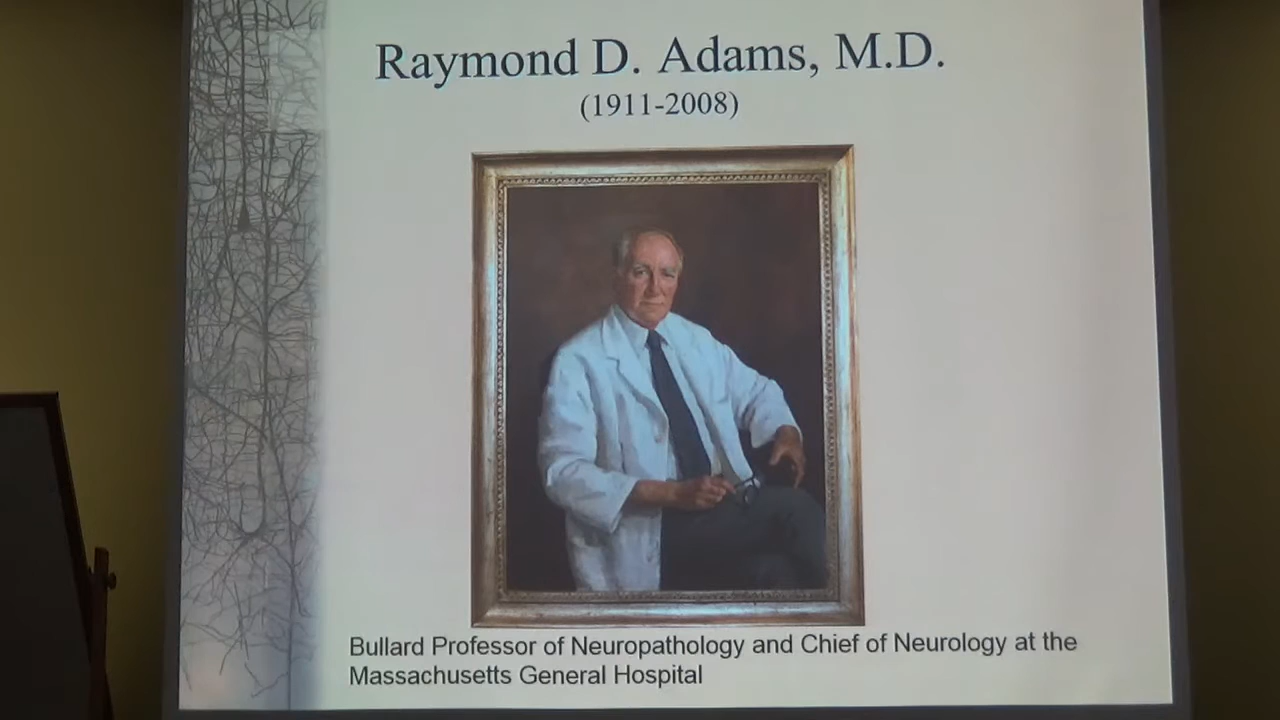 Raymond D. Adams, M.D.
(1911-2008)
Bullard Professor of Neuropathology and Chief of Neurology at the
Massachusetts General Hospital